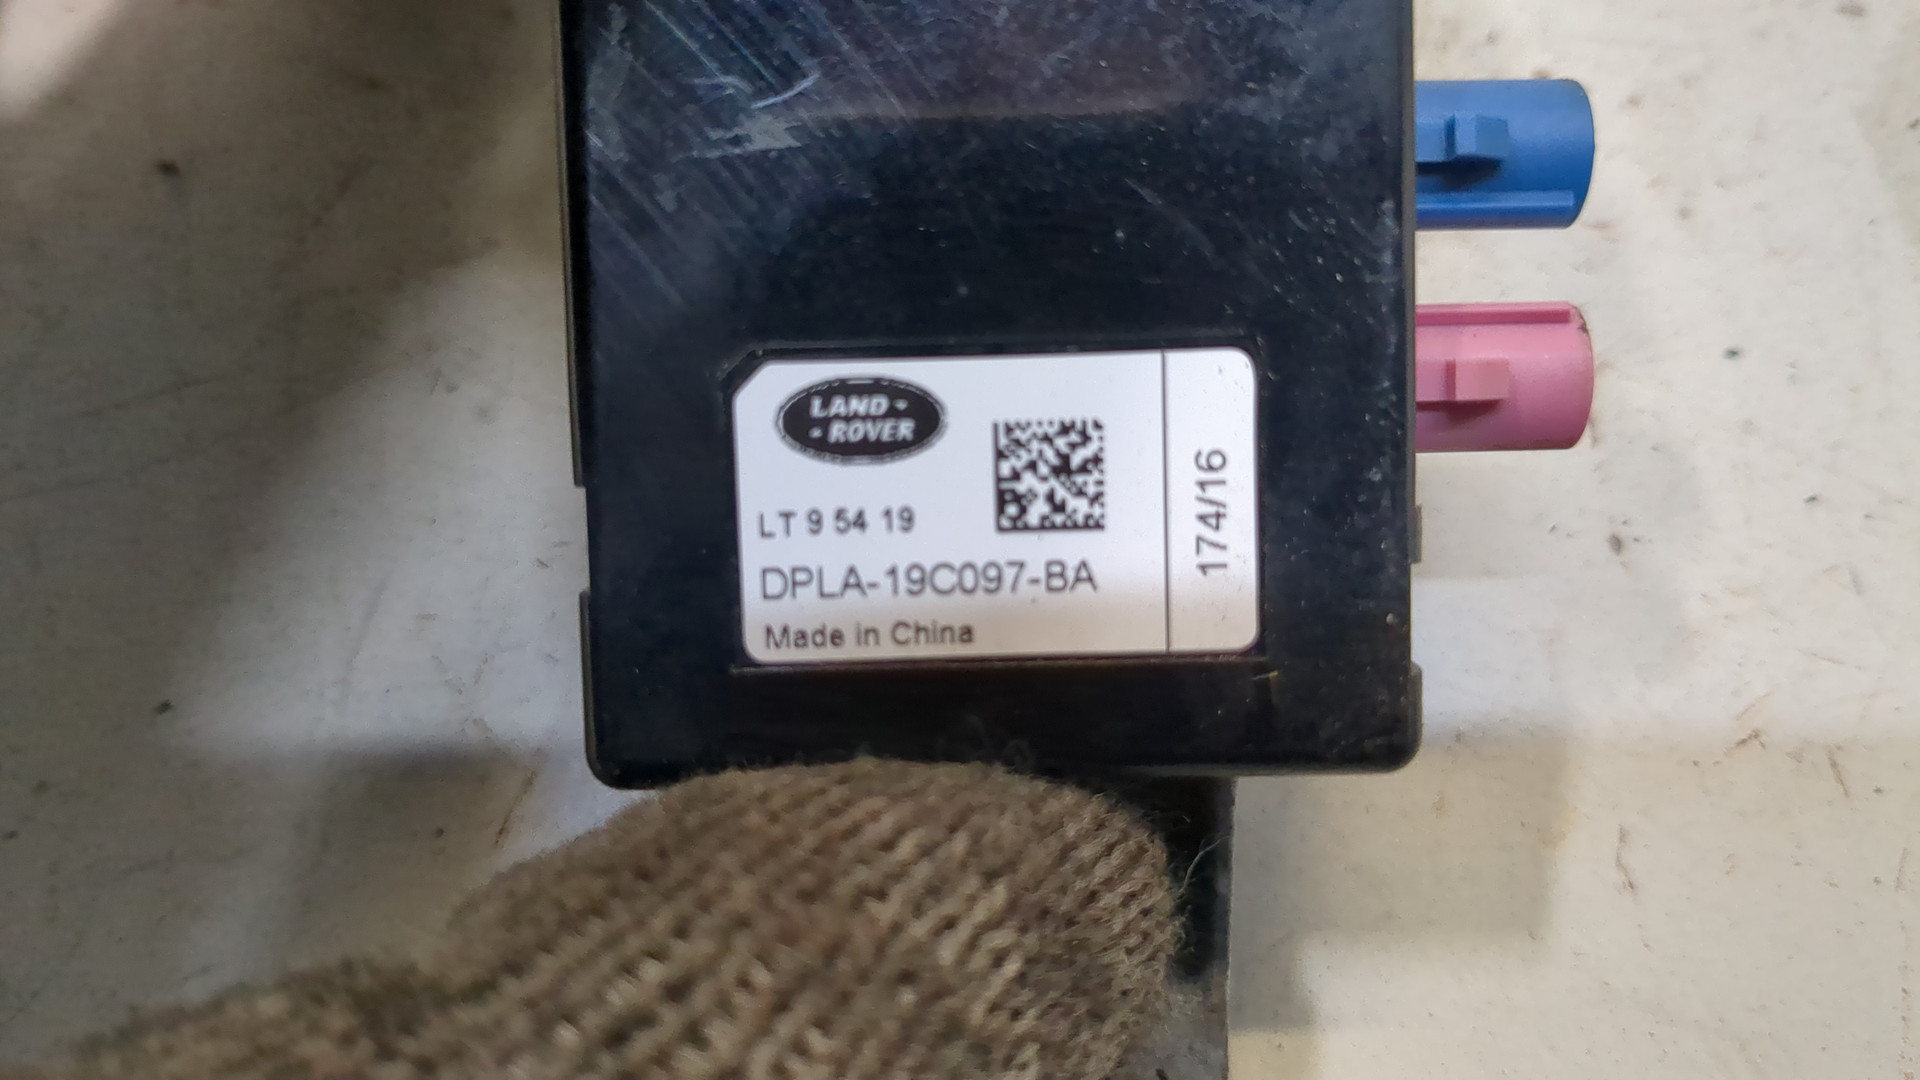 LAND -
- ROVER
LT 9 54 19
DPLA-19C097-BA
Made in China
174/16